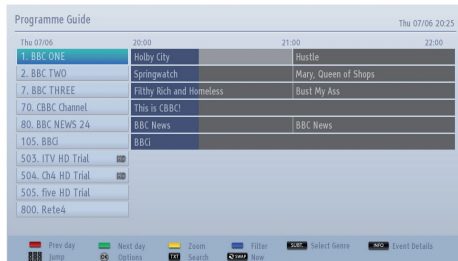 Programme Guide
Thu 07/06 20:25
Thu 07/06 20:00 21:00 22:00
1. BBC ONE Holby City Hustle
2. BBC TWO Springwatch Mary, Queen of Shops
7. BBC THREE Filthy Rich and Homeless Bust My Ass
70. CBBC Channel This is CBBC!
80. BBC NEWS 24 BBC News BBC News
105. BBCi BBCi
503. ITV HD Trial
504. Ch4 HD Trial
505. five HD Trial
800. Rete4
Prev day Next day Zoom Filter SUBT. Select Genre INFO Event Details
Jump OK Options TXT Search SWAP Now